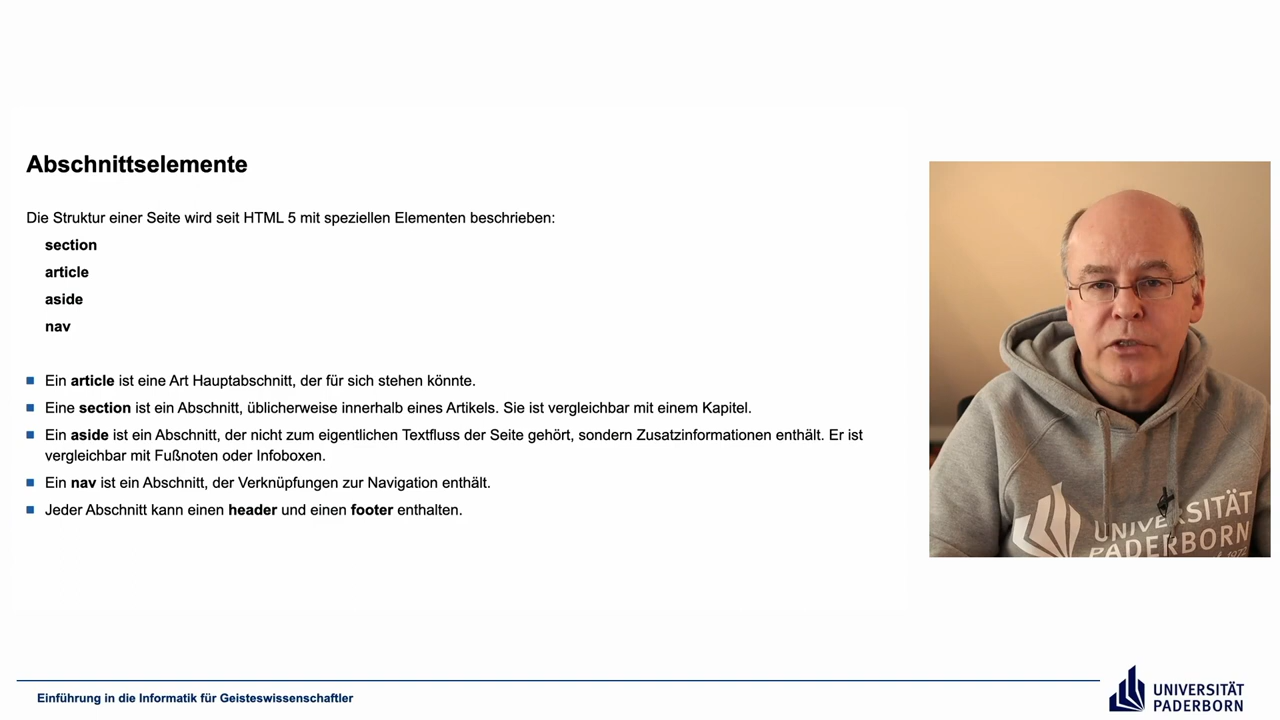 Abschnittselemente
Die Struktur einer Seite wird seit HTML 5 mit speziellen Elementen beschrieben:
section
article
aside
nav
Ein article ist eine Art Hauptabschnitt, der für sich stehen könnte.
Eine section ist ein Abschnitt, üblicherweise innerhalb eines Artikels. Sie ist vergleichbar mit einem Kapitel.
Ein aside ist ein Abschnitt, der nicht zum eigentlichen Textfluss der Seite gehört, sondern Zusatzinformationen enthält. Er ist
vergleichbar mit Fußnoten oder Infoboxen.
Ein nav ist ein Abschnitt, der Verknüpfungen zur Navigation enthält.
Jeder Abschnitt kann einen header und einen footer enthalten.
UNIVERSITÄT
PADERBORN
Einführung in die Informatik für Geisteswissenschaftler
UNIVERSITÄT
PADERBORN